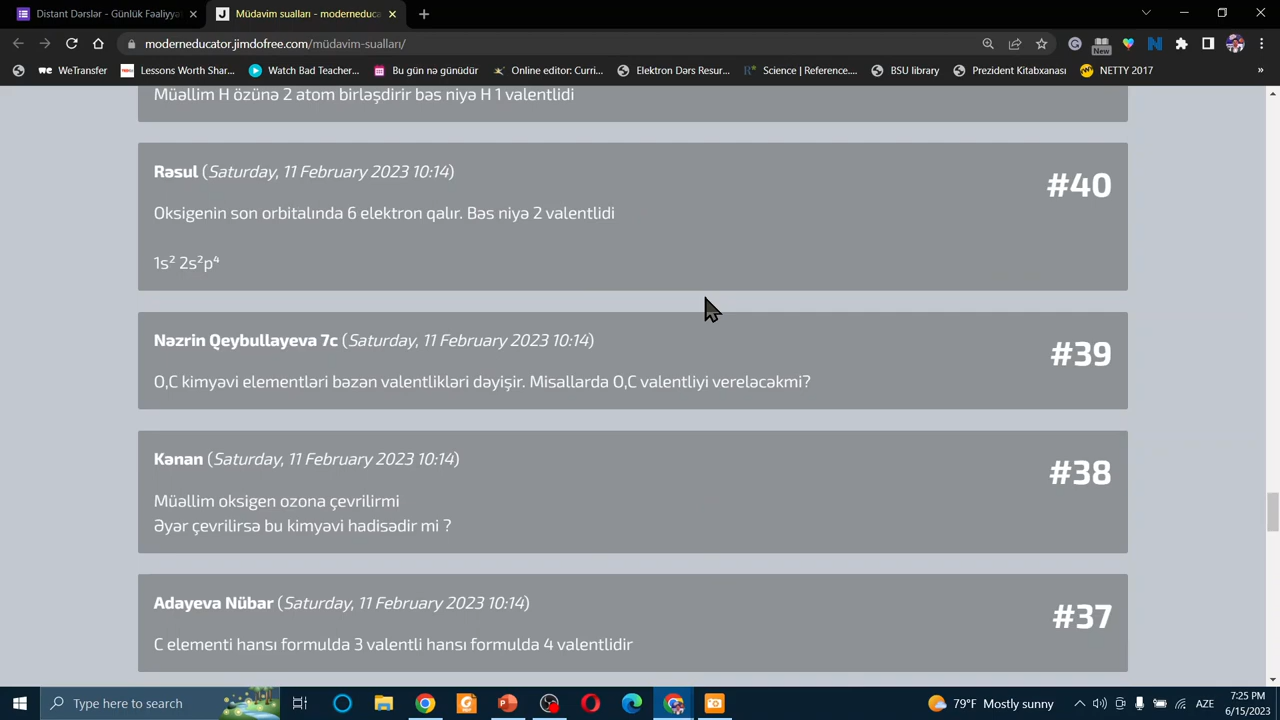 Distant Dərslər - Günlük Fəaliyyə
Müdavim sualları - moderneduca
moderneducator.jimdofree.com/müdavim-sualları/
New
WeTransfer
Lessons Worth Shar...
Watch Bad Teacher...
Bu gün nə günüdür
Online editor: Curri...
Elektron Dərs Resur...
Science | Reference....
BSU library
Prezident Kitabxanası
NETTY 2017
»
Müəllim H özünə 2 atom birləşdirir bəs niyə H 1 valentlidi
Rəsul (Saturday, 11 February 2023 10:14)
#40
Oksigenin son orbitalında 6 elektron qalır. Bəs niyə 2 valentlidi
1s² 2s²p⁴
Nəzrin Qeybullayeva 7c (Saturday, 11 February 2023 10:14)
#39
O,C kimyəvi elementləri bəzən valentlikləri dəyişir. Misallarda O,C valentliyi veriləcəkmi?
Kənan (Saturday, 11 February 2023 10:14)
#38
Müəllim oksigen ozona çevrilirmi
Əyər çevrilirsə bu kimyəvi hadisədir mi ?
Adayeva Nübar (Saturday, 11 February 2023 10:14)
#37
C elementi hansı formulda 3 valentli hansı formulda 4 valentlidir
Type here to search
79°F Mostly sunny
AZE
7:25 PM
6/15/2023